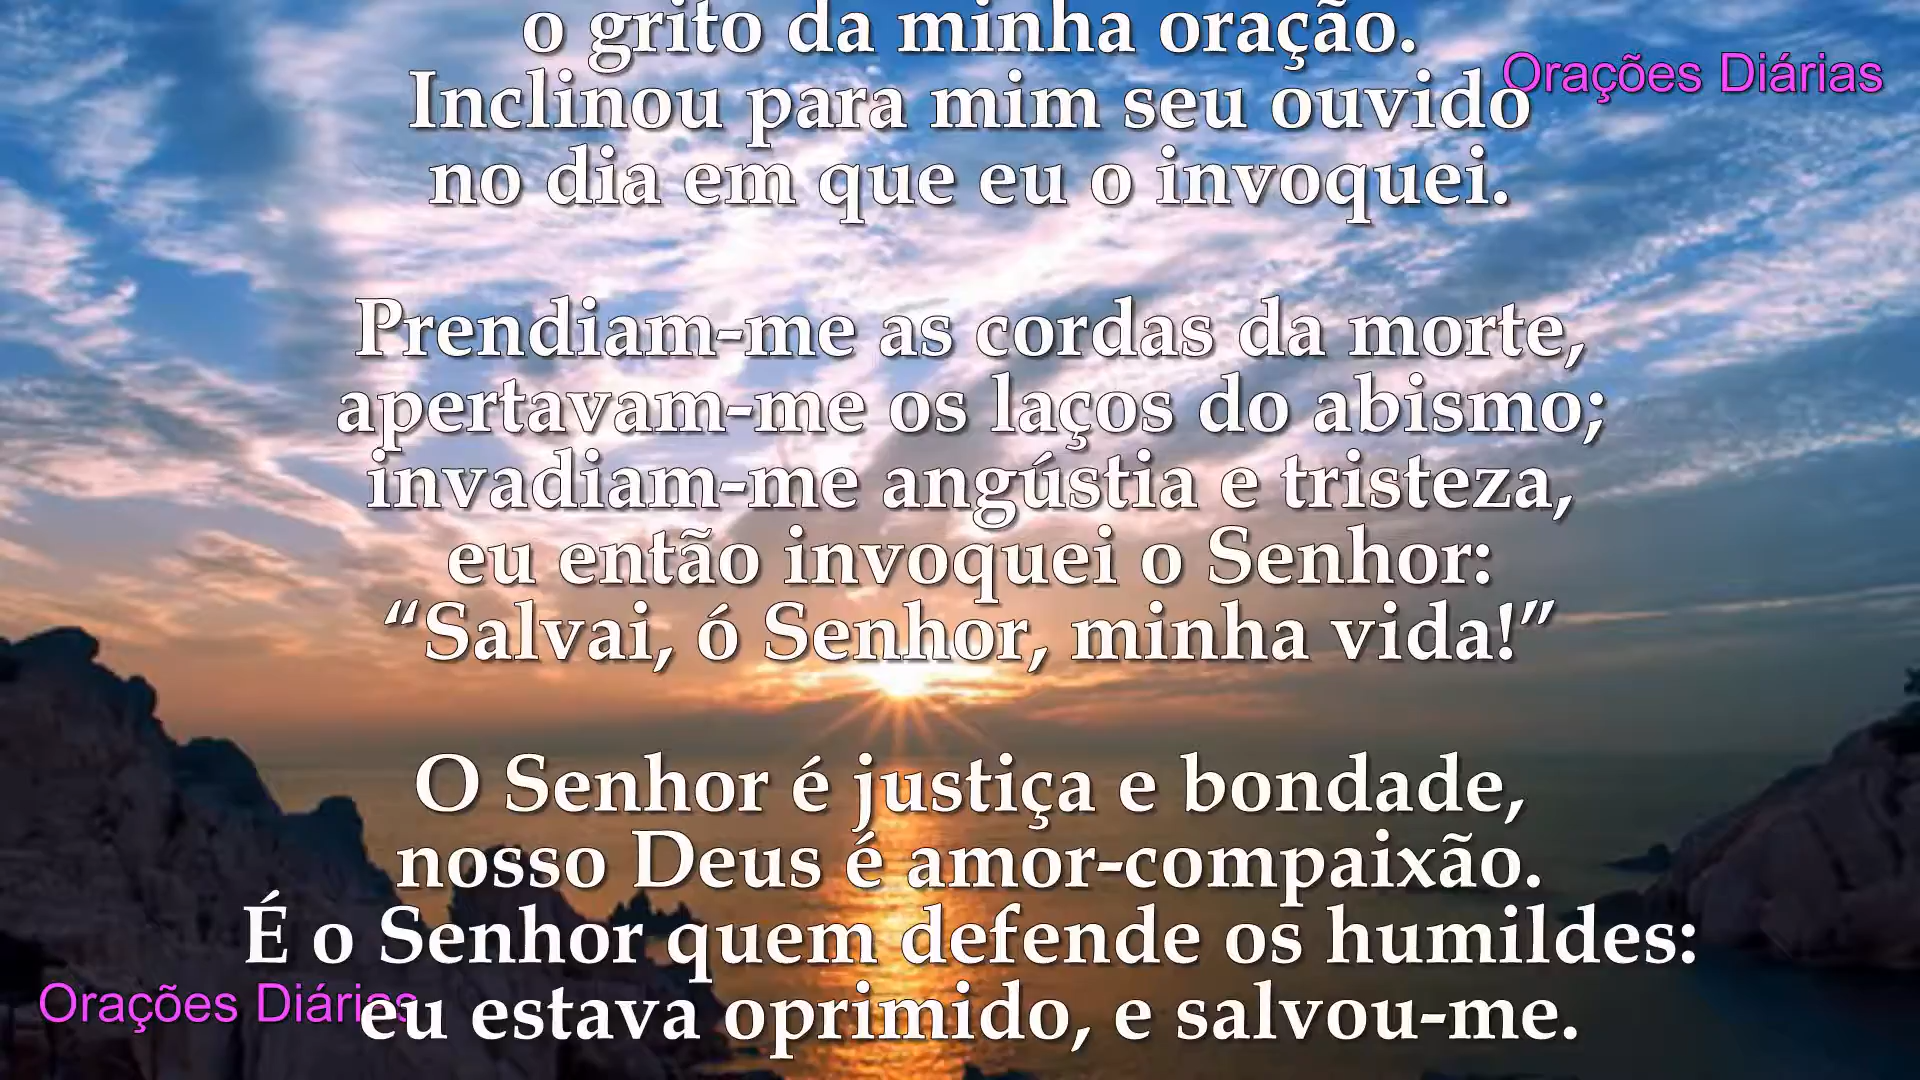 o grito da minha oração.
Orações Diárias
Inclinou para mim seu ouvido
no dia em que eu o invoquei.
Prendiam-me as cordas da morte,
apertavam-me os laços do abismo;
invadiam-me angústia e tristeza,
eu então invoquei o Senhor:
“Salvai, ó Senhor, minha vida!”
O Senhor é justiça e bondade,
nosso Deus é amor-compaixão.
É o Senhor quem defende os humildes:
Orações Diárias
eu estava oprimido, e salvou-me.